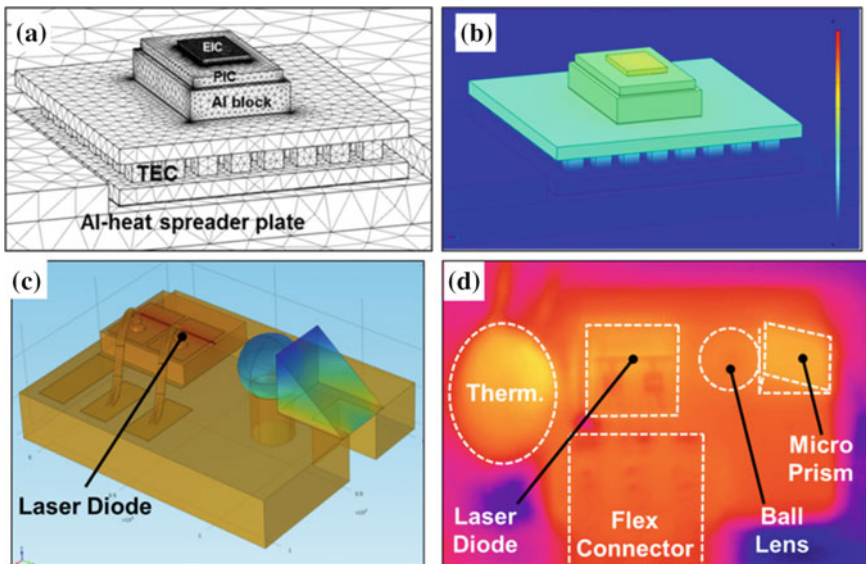 (a)
EIC
PIC
Al block
TEC
Al-heat spreader plate
(b)
(c)
Laser Diode
(d)
Therm.
Laser
Diode
Flex
Connector
Ball
Lens
Micro
Prism